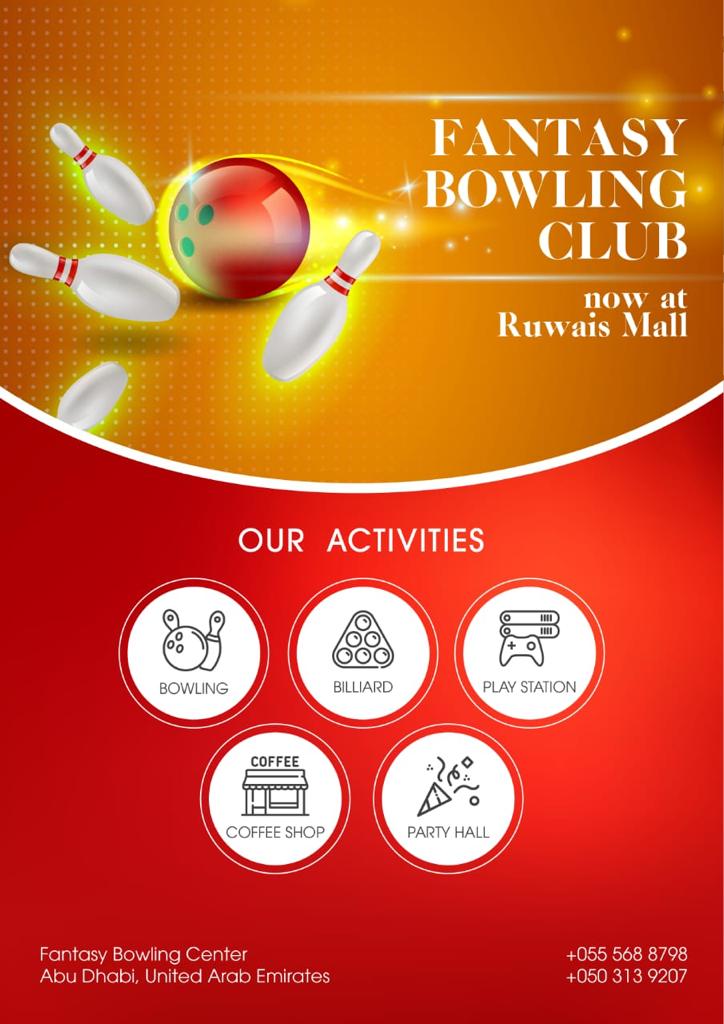 FANTASY
BOWLING
CLUB
now at
Ruwais Mall
OUR ACTIVITIES
BOWLING
BILLIARD
PLAY STATION
COFFEE
COFFEE SHOP
PARTY HALL
Fantasy Bowling Center
Abu Dhabi, United Arab Emirates
+055 568 8798
+050 313 9207